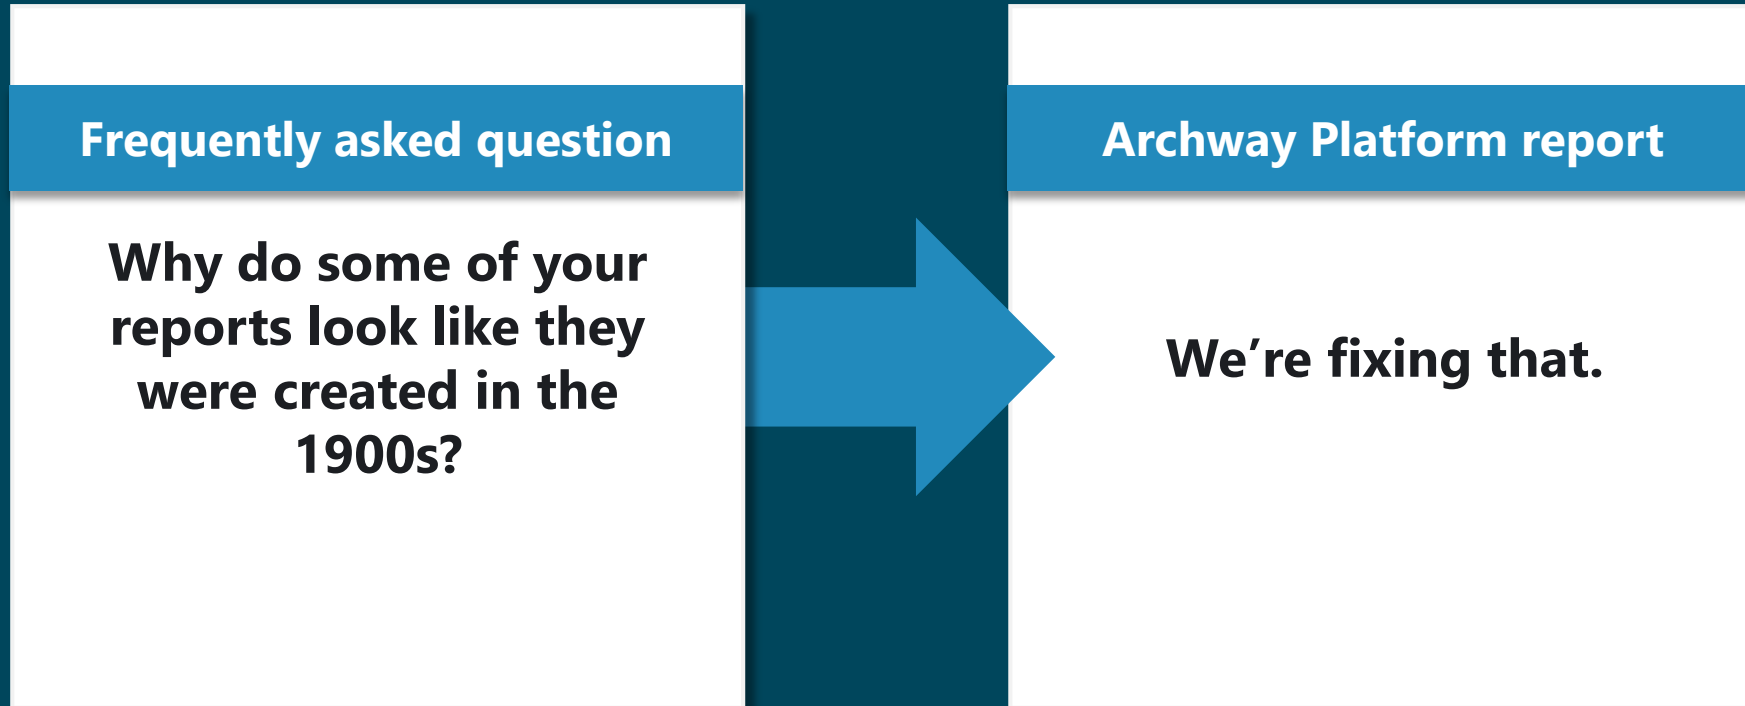 Frequently asked question
Why do some of your
reports look like they
were created in the
1900s?
Archway Platform report
We’re fixing that.